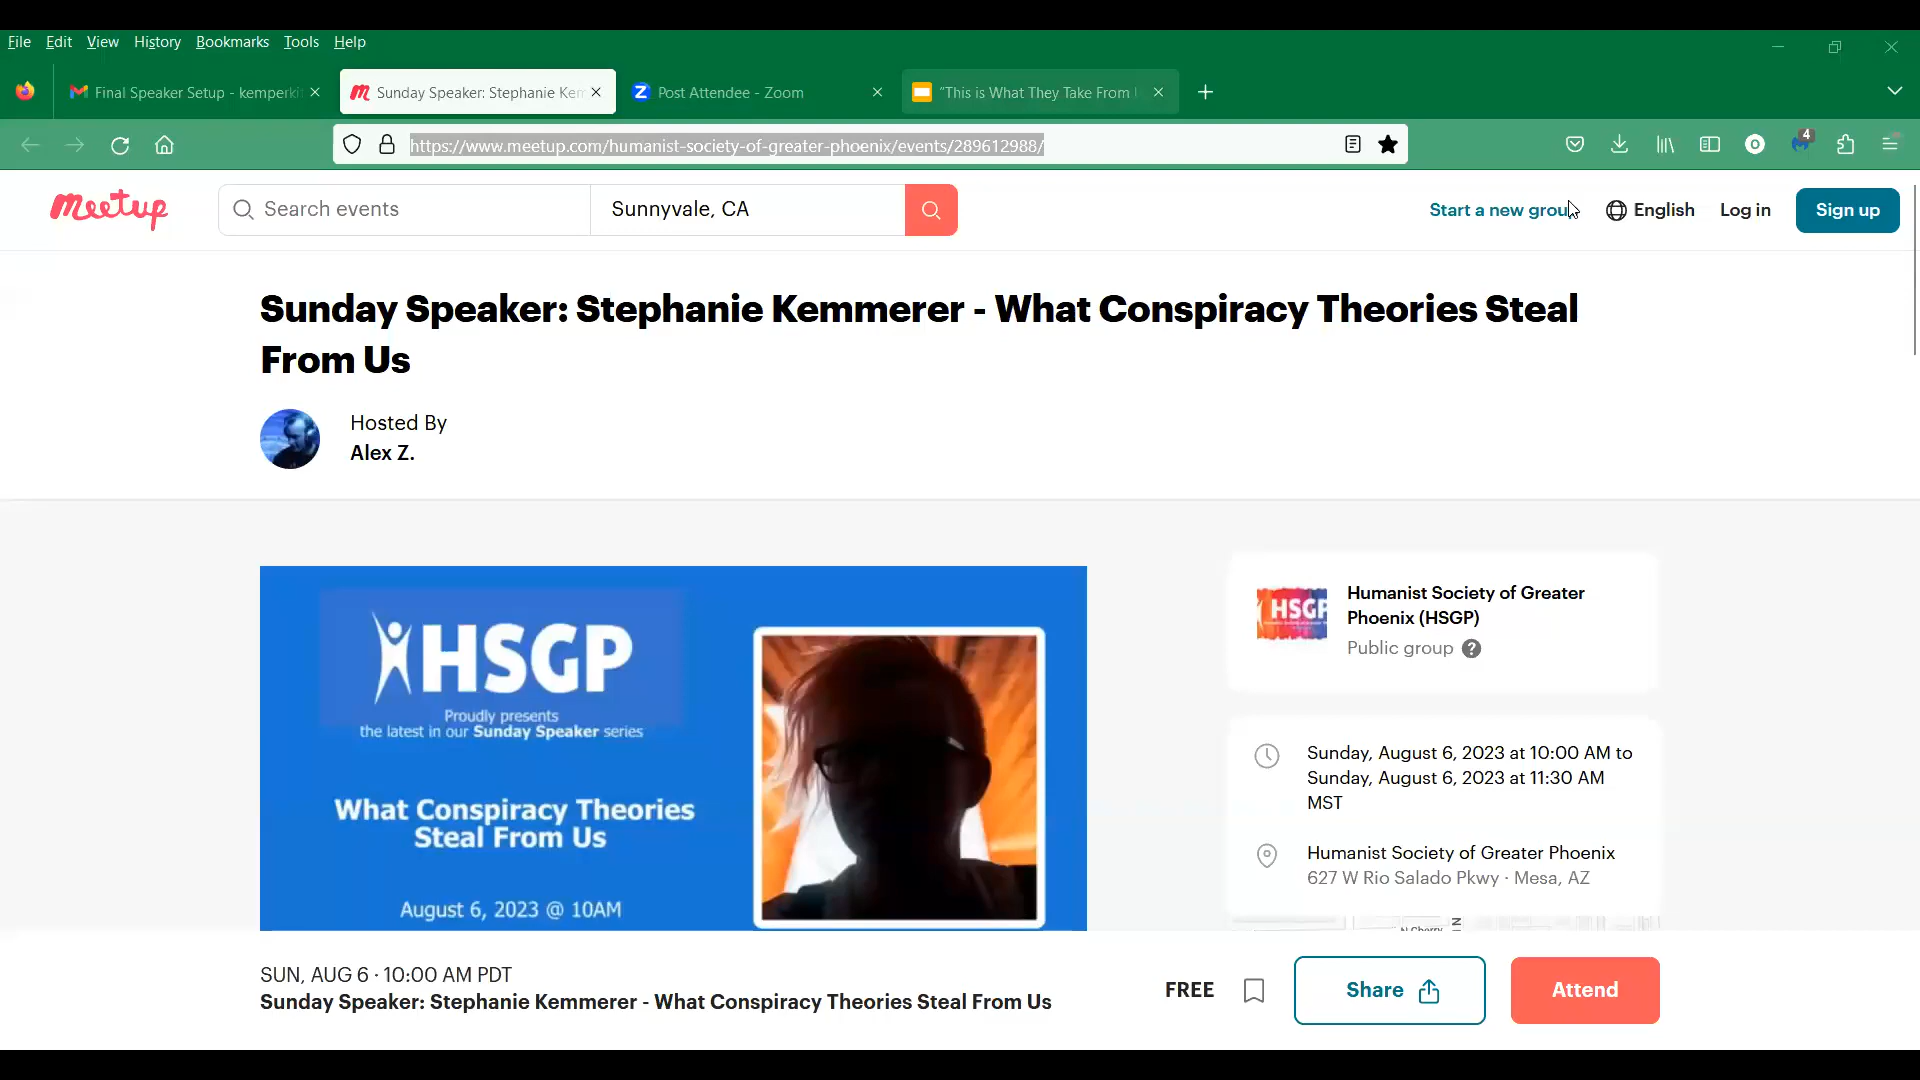 File Edit View History Bookmarks Tools Help
Final Speaker Setup - kemperki
Sunday Speaker: Stephanie Kem
Post Attendee - Zoom
“This is What They Take From
https://www.meetup.com/humanist-society-of-greater-phoenix/events/289612988/
4
Meetup
Search events
Sunnyvale, CA
Start a new grou
English
Log in
Sign up
Sunday Speaker: Stephanie Kemmerer - What Conspiracy Theories Steal
From Us
Hosted By
Alex Z.
HSGP
Proudly presents
the latest in our Sunday Speaker series
What Conspiracy Theories
Steal From Us
August 6, 2023 @ 10AM
HSGP
Humanist Society of Greater
Phoenix (HSGP)
Public group
Sunday, August 6, 2023 at 10:00 AM to
Sunday, August 6, 2023 at 11:30 AM
MST
Humanist Society of Greater Phoenix
627 W Rio Salado Pkwy · Mesa, AZ
SUN, AUG 6 · 10:00 AM PDT
Sunday Speaker: Stephanie Kemmerer - What Conspiracy Theories Steal From Us
FREE
Share
Attend